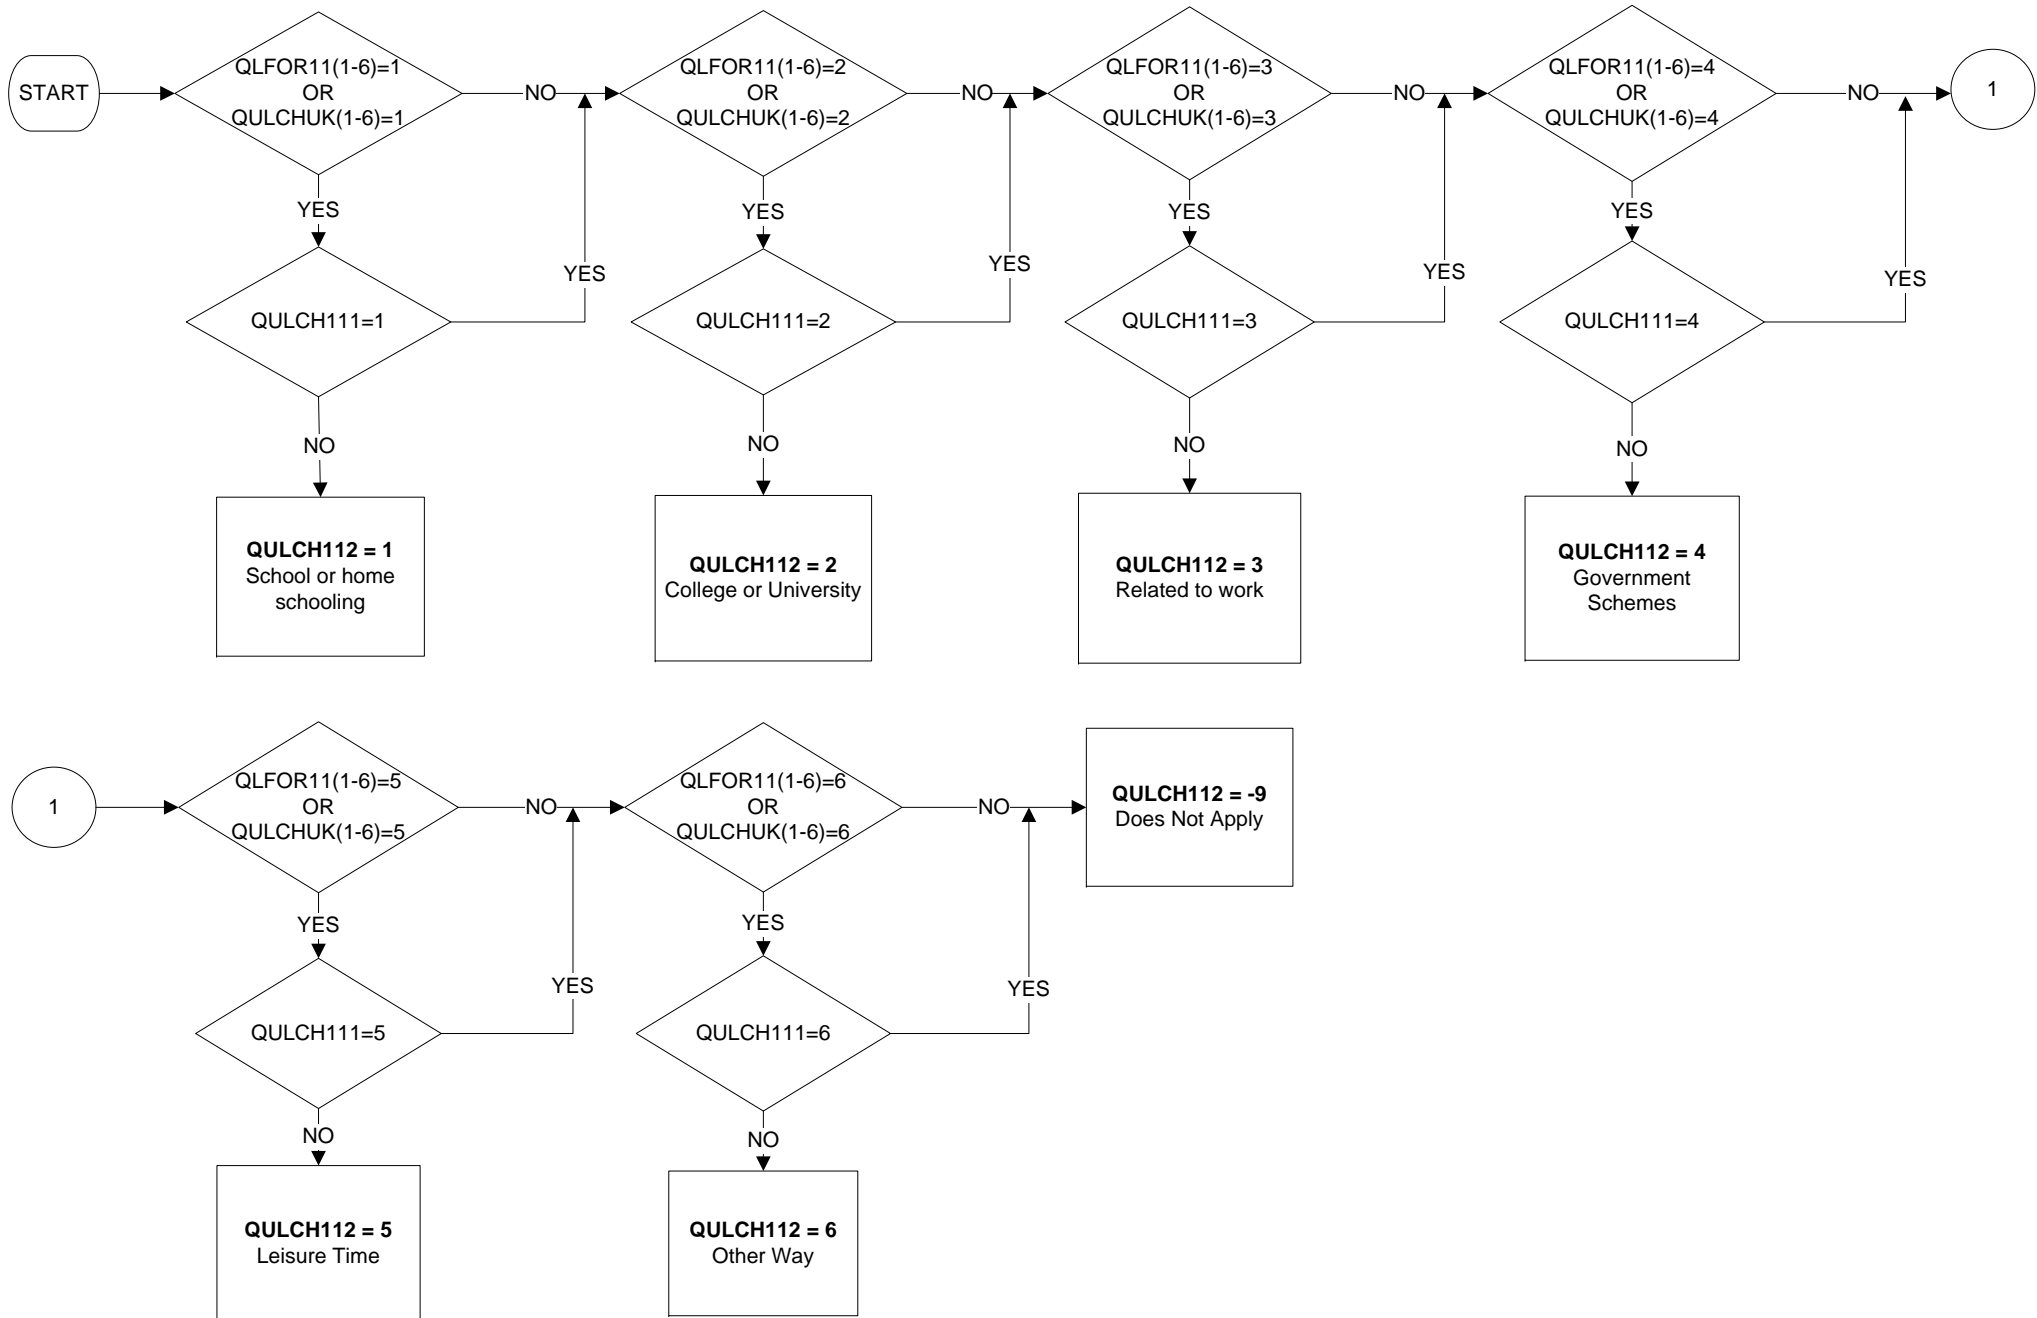 START
QLFOR11(1-6)=1
OR
QULCHUK(1-6)=1
NO
QLFOR11(1-6)=2
OR
QULCHUK(1-6)=2
NO
QLFOR11(1-6)=3
OR
QULCHUK(1-6)=3
NO
QLFOR11(1-6)=4
OR
QULCHUK(1-6)=4
NO
1
YES
YES
YES
YES
YES
YES
YES
YES
QULCH111=1
QULCH111=2
QULCH111=3
QULCH111=4
NO
NO
NO
NO
QULCH112 = 1
School or home
schooling
QULCH112 = 2
College or University
QULCH112 = 3
Related to work
QULCH112 = 4
Government
Schemes
1
QLFOR11(1-6)=5
OR
QULCHUK(1-6)=5
NO
QLFOR11(1-6)=6
OR
QULCHUK(1-6)=6
NO
QULCH112 = -9
Does Not Apply
YES
YES
YES
YES
QULCH111=5
QULCH111=6
NO
NO
QULCH112 = 5
Leisure Time
QULCH112 = 6
Other Way